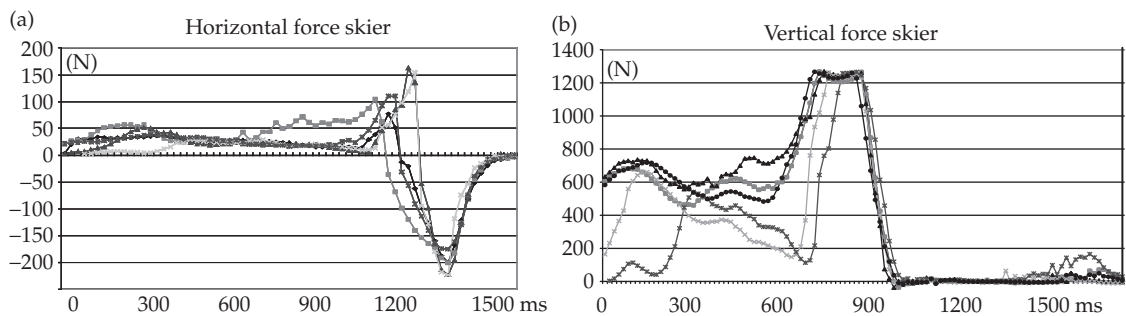 (a)
Horizontal force skier
200
(N)
150
100
50
0
−50
−100
−150
−200
0 300 600 900 1200 1500 ms
(b)
Vertical force skier
1400
(N)
1200
1000
800
600
400
200
0
0 300 600 900 1200 1500 ms